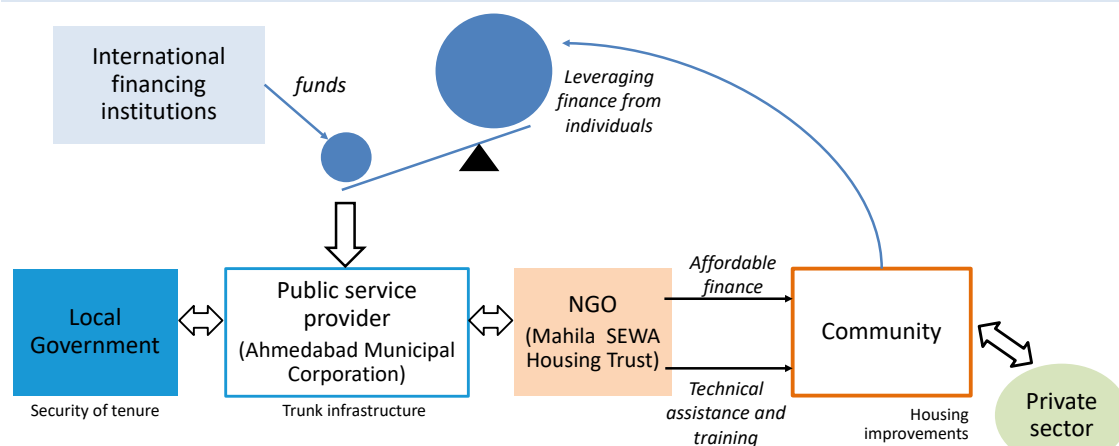 International
financing
institutions
funds
Leveraging
finance from
individuals
Local
Government
Security of tenure
Public service
provider
(Ahmedabad Municipal
Corporation)
Trunk infrastructure
NGO
(Mahila SEWA
Housing Trust)
Affordable
finance
Technical
assistance and
training
Community
Housing
improvements
Private
sector